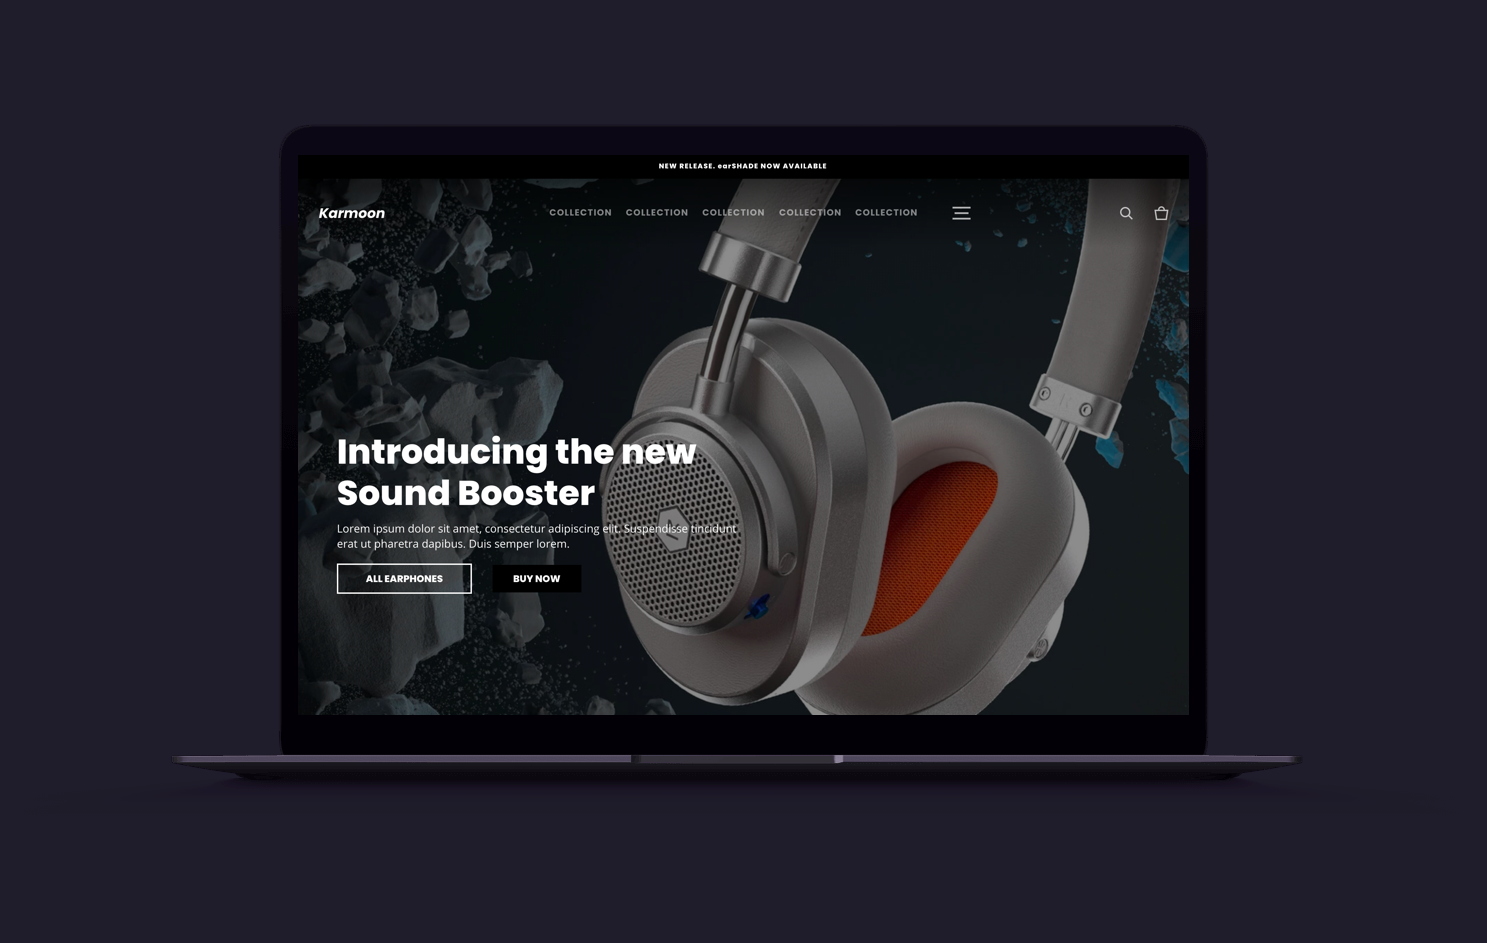 NEW RELEASE. earSHADE NOW AVAILABLE
Karmoon
COLLECTION COLLECTION COLLECTION COLLECTION COLLECTION
Introducing the new
Sound Booster
Lorem ipsum dolor sit amet, consectetur adipiscing elit. Suspendisse tincidunt
erat ut pharetra dapibus. Duis semper lorem.
ALL EARPHONES BUY NOW